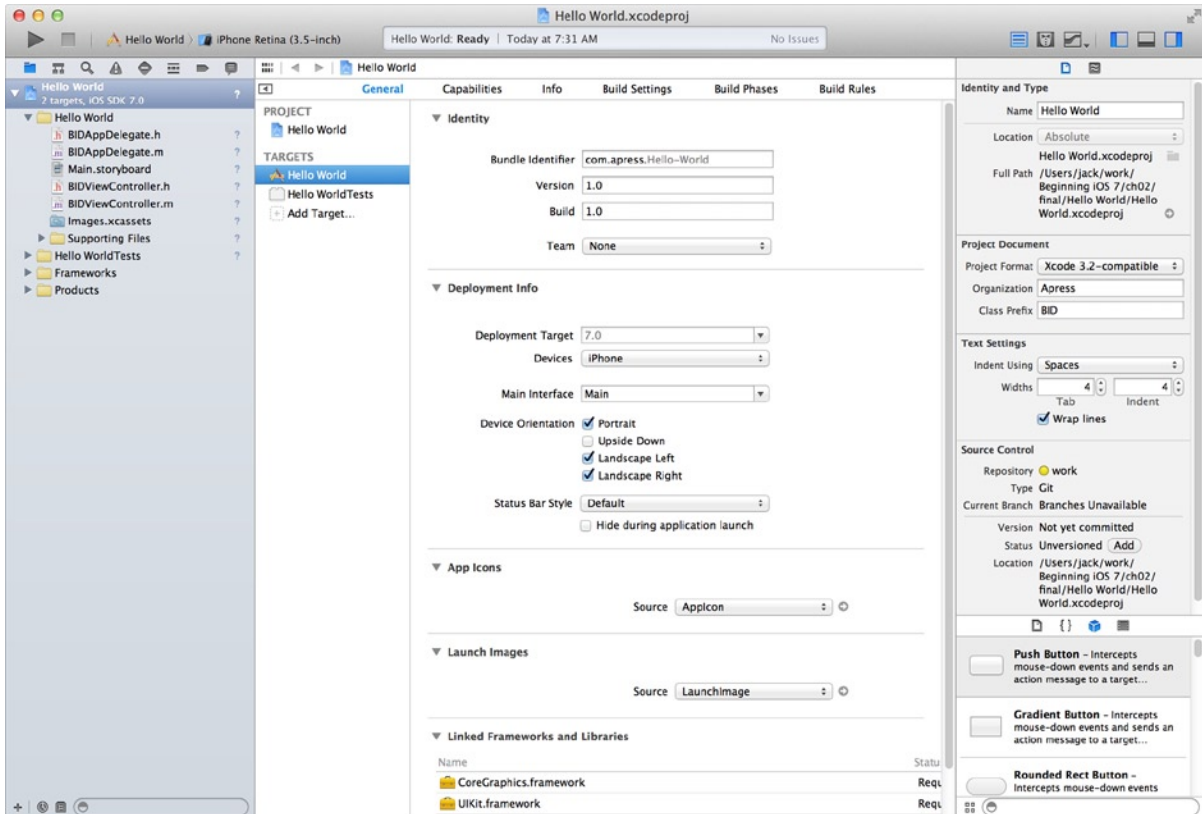 Hello World.xcodeproj
Hello World
iPhone Retina (3.5-inch)
Hello World: Ready | Today at 7:31 AM
No Issues
Hello World
2 targets, iOS SDK 7.0
?
Hello World
h BIDAppDelegate.h ?
m BIDAppDelegate.m ?
Main.storyboard ?
h BIDViewController.h ?
m BIDViewController.m ?
Images.xcassets ?
Supporting Files ?
Hello WorldTests ?
Frameworks
Products
Hello World
General Capabilities Info Build Settings Build Phases Build Rules
PROJECT
Hello World
TARGETS
Hello World
Hello WorldTests
Add Target...
Identity
Bundle Identifier com.apress.Hello-World
Version 1.0
Build 1.0
Team None
Deployment Info
Deployment Target 7.0
Devices iPhone
Main Interface Main
Device Orientation Portrait
Upside Down
Landscape Left
Landscape Right
Status Bar Style Default
Hide during application launch
App Icons
Source AppIcon
Launch Images
Source LaunchImage
Linked Frameworks and Libraries
Name Statu
CoreGraphics.framework Requ
UIKit.framework Requ
Identity and Type
Name Hello World
Location Absolute
Hello World.xcodeproj
Full Path /Users/jack/work/
Beginning iOS 7/ch02/
final/Hello World/Hello
World.xcodeproj
Project Document
Project Format Xcode 3.2-compatible
Organization Apress
Class Prefix BID
Text Settings
Indent Using Spaces
Widths 4 4
Tab Indent
Wrap lines
Source Control
Repository work
Type Git
Current Branch Branches Unavailable
Version Not yet committed
Status Unversioned Add
Location /Users/jack/work/
Beginning iOS 7/ch02/
final/Hello World/Hello
World.xcodeproj
{ }
Push Button - Intercepts
mouse-down events and sends an
action message to a target...
Gradient Button - Intercepts
mouse-down events and sends an
action message to a target...
Rounded Rect Button -
Intercepts mouse-down events